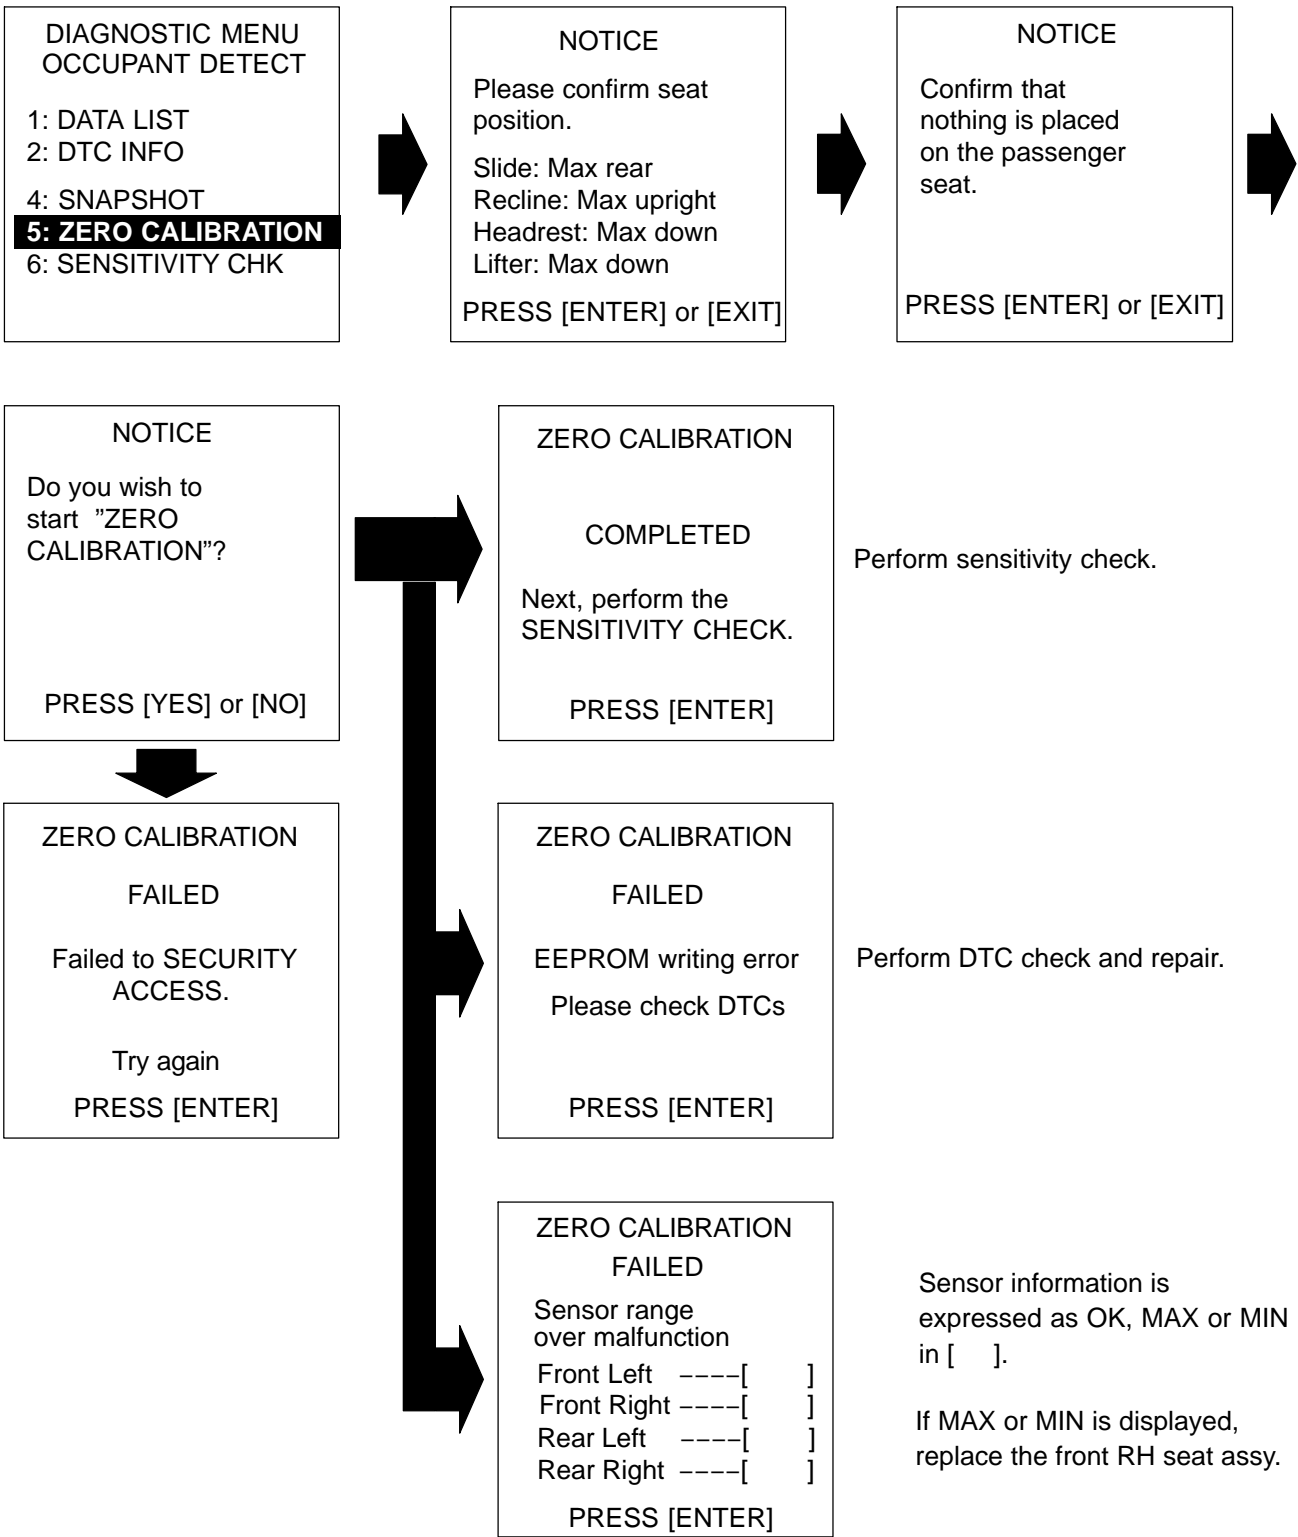 DIAGNOSTIC MENU
OCCUPANT DETECT
1: DATA LIST
2: DTC INFO
4: SNAPSHOT
5: ZERO CALIBRATION
6: SENSITIVITY CHK
NOTICE
Please confirm seat
position.
Slide: Max rear
Recline: Max upright
Headrest: Max down
Lifter: Max down
PRESS [ENTER] or [EXIT]
NOTICE
Confirm that
nothing is placed
on the passenger
seat.
PRESS [ENTER] or [EXIT]
NOTICE
Do you wish to
start ”ZERO
CALIBRATION”?
PRESS [YES] or [NO]
ZERO CALIBRATION
COMPLETED
Next, perform the
SENSITIVITY CHECK.
PRESS [ENTER]
Perform sensitivity check.
ZERO CALIBRATION
FAILED
Failed to SECURITY
ACCESS.
Try again
PRESS [ENTER]
ZERO CALIBRATION
FAILED
EEPROM writing error
Please check DTCs
PRESS [ENTER]
Perform DTC check and repair.
ZERO CALIBRATION
FAILED
Sensor range
over malfunction
Front Left −−−−[ ]
Front Right −−−−[ ]
Rear Left −−−−[ ]
Rear Right −−−−[ ]
PRESS [ENTER]
Sensor information is
expressed as OK, MAX or MIN
in [ ].
If MAX or MIN is displayed,
replace the front RH seat assy.